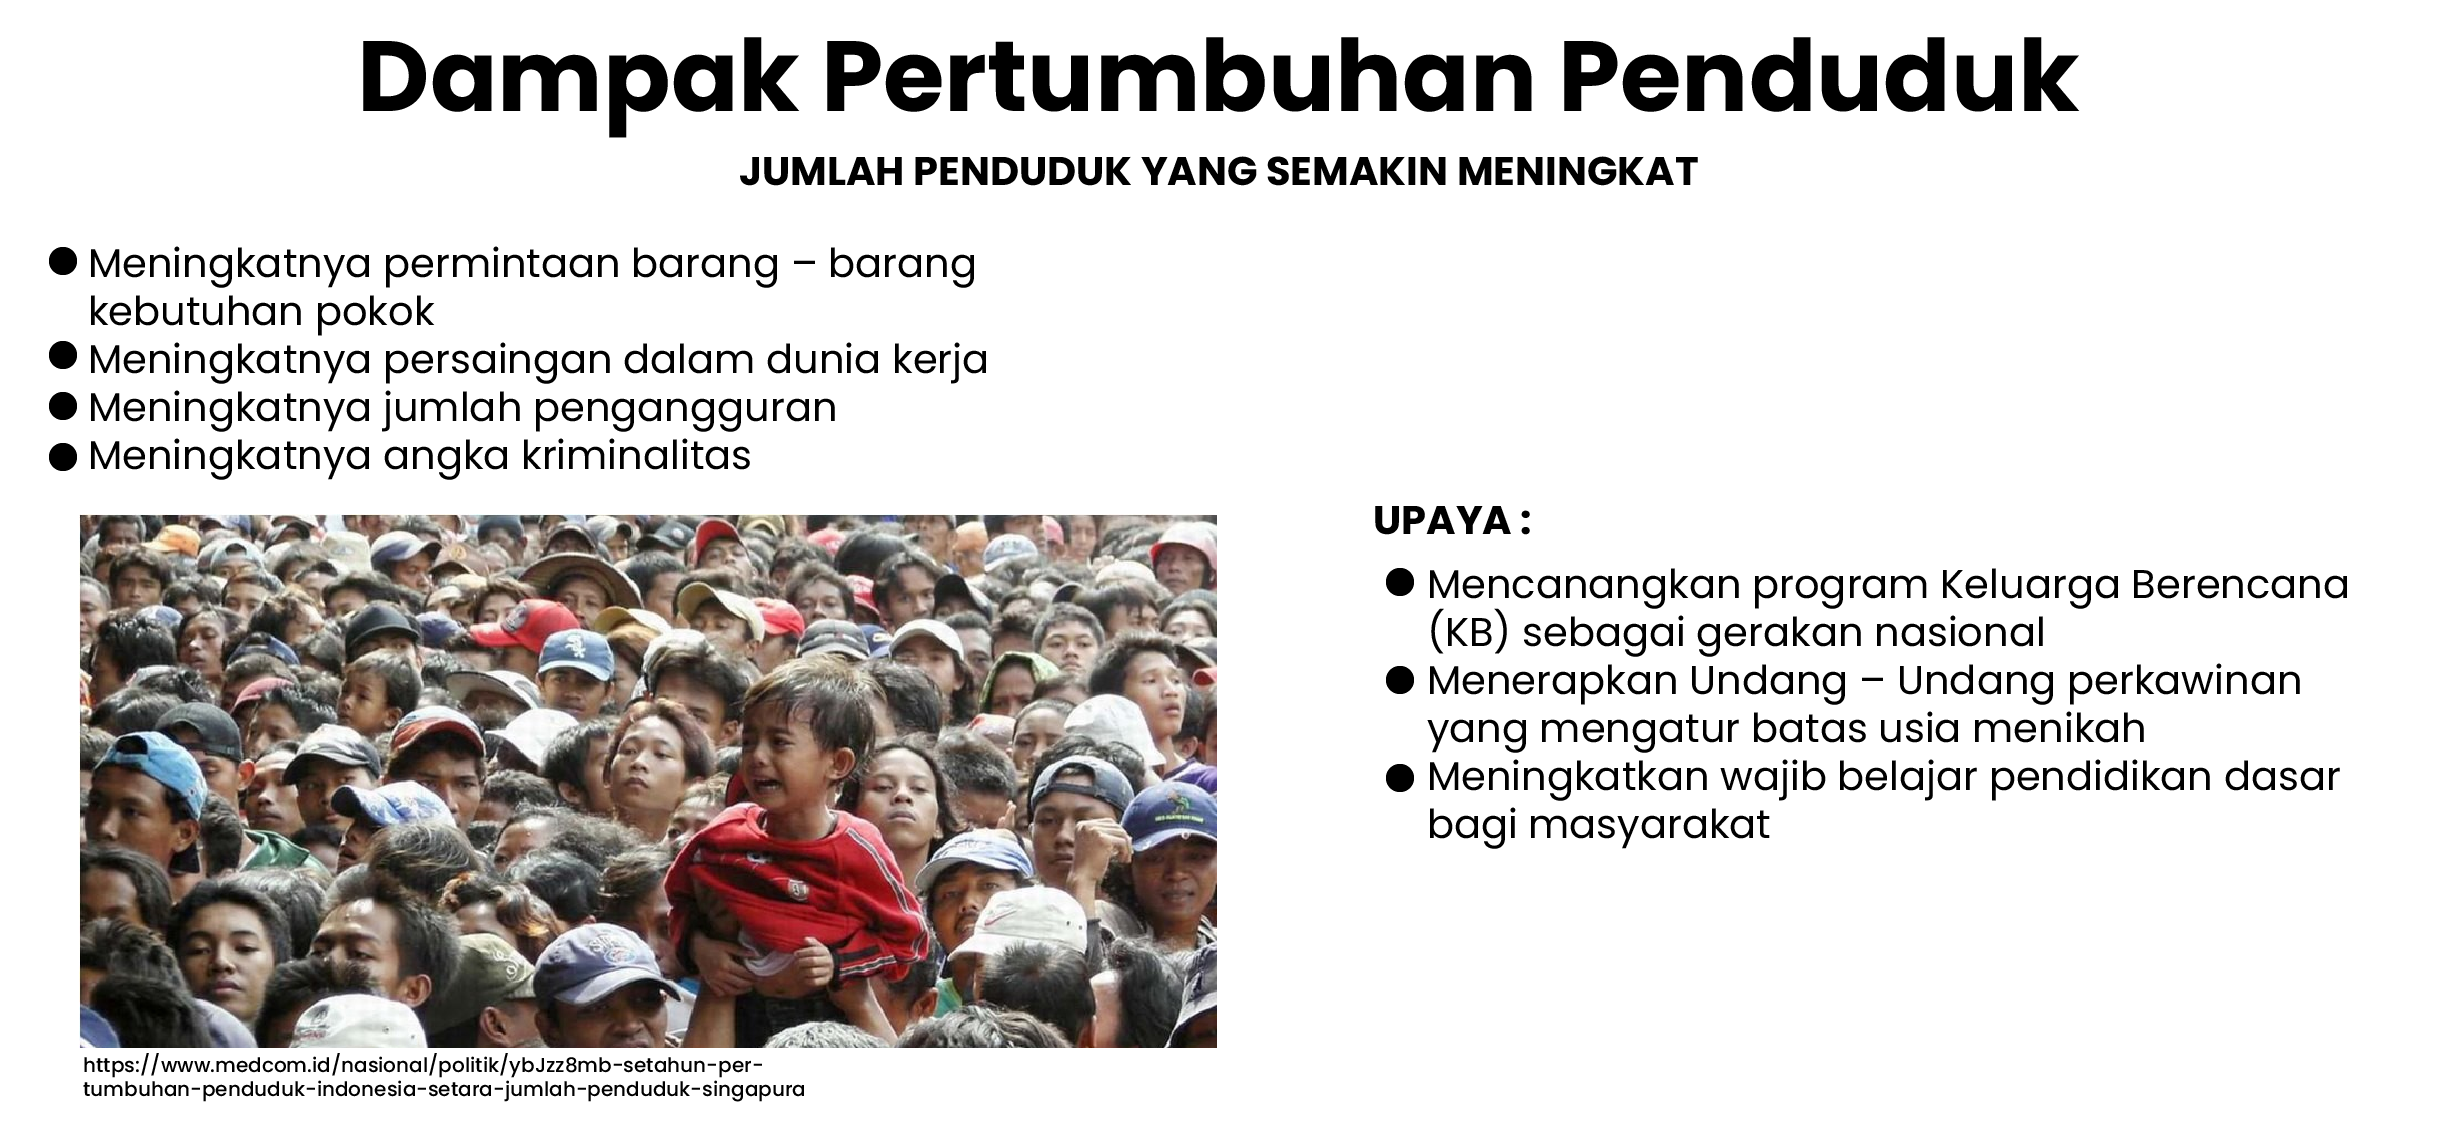 Dampak Pertumbuhan Penduduk
JUMLAH PENDUDUK YANG SEMAKIN MENINGKAT
● Meningkatnya permintaan barang – barang
kebutuhan pokok
● Meningkatnya persaingan dalam dunia kerja
● Meningkatnya jumlah pengangguran
● Meningkatnya angka kriminalitas
UPAYA :
● Mencanangkan program Keluarga Berencana
(KB) sebagai gerakan nasional
● Menerapkan Undang – Undang perkawinan
yang mengatur batas usia menikah
● Meningkatkan wajib belajar pendidikan dasar
bagi masyarakat
https://www.medcom.id/nasional/politik/ybJzz8mb-setahun-per-
tumbuhan-penduduk-indonesia-setara-jumlah-penduduk-singapura